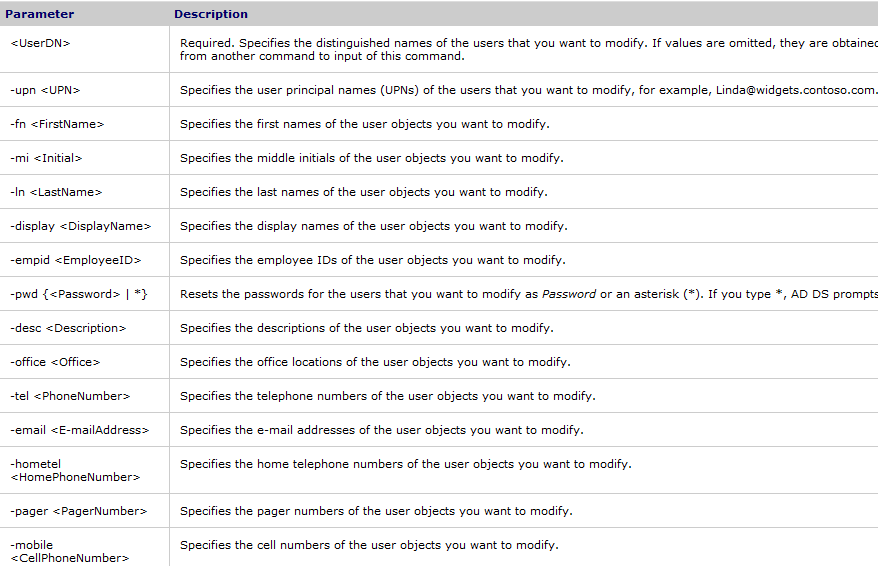 Parameter Description
<UserDN> Required. Specifies the distinguished names of the users that you want to modify. If values are omitted, they are obtained
from another command to input of this command.
-upn <UPN> Specifies the user principal names (UPNs) of the users that you want to modify, for example, Linda@widgets.contoso.com.
-fn <FirstName> Specifies the first names of the user objects you want to modify.
-mi <Initial> Specifies the middle initials of the user objects you want to modify.
-ln <LastName> Specifies the last names of the user objects you want to modify.
-display <DisplayName> Specifies the display names of the user objects you want to modify.
-empid <EmployeeID> Specifies the employee IDs of the user objects you want to modify.
-pwd {<Password> | *} Resets the passwords for the users that you want to modify as Password or an asterisk (*). If you type *, AD DS prompts
-desc <Description> Specifies the descriptions of the user objects you want to modify.
-office <Office> Specifies the office locations of the user objects you want to modify.
-tel <PhoneNumber> Specifies the telephone numbers of the user objects you want to modify.
-email <E-mailAddress> Specifies the e-mail addresses of the user objects you want to modify.
-hometel Specifies the home telephone numbers of the user objects you want to modify.
<HomePhoneNumber>
-pager <PagerNumber> Specifies the pager numbers of the user objects you want to modify.
-mobile Specifies the cell numbers of the user objects you want to modify.
<CellPhoneNumber>